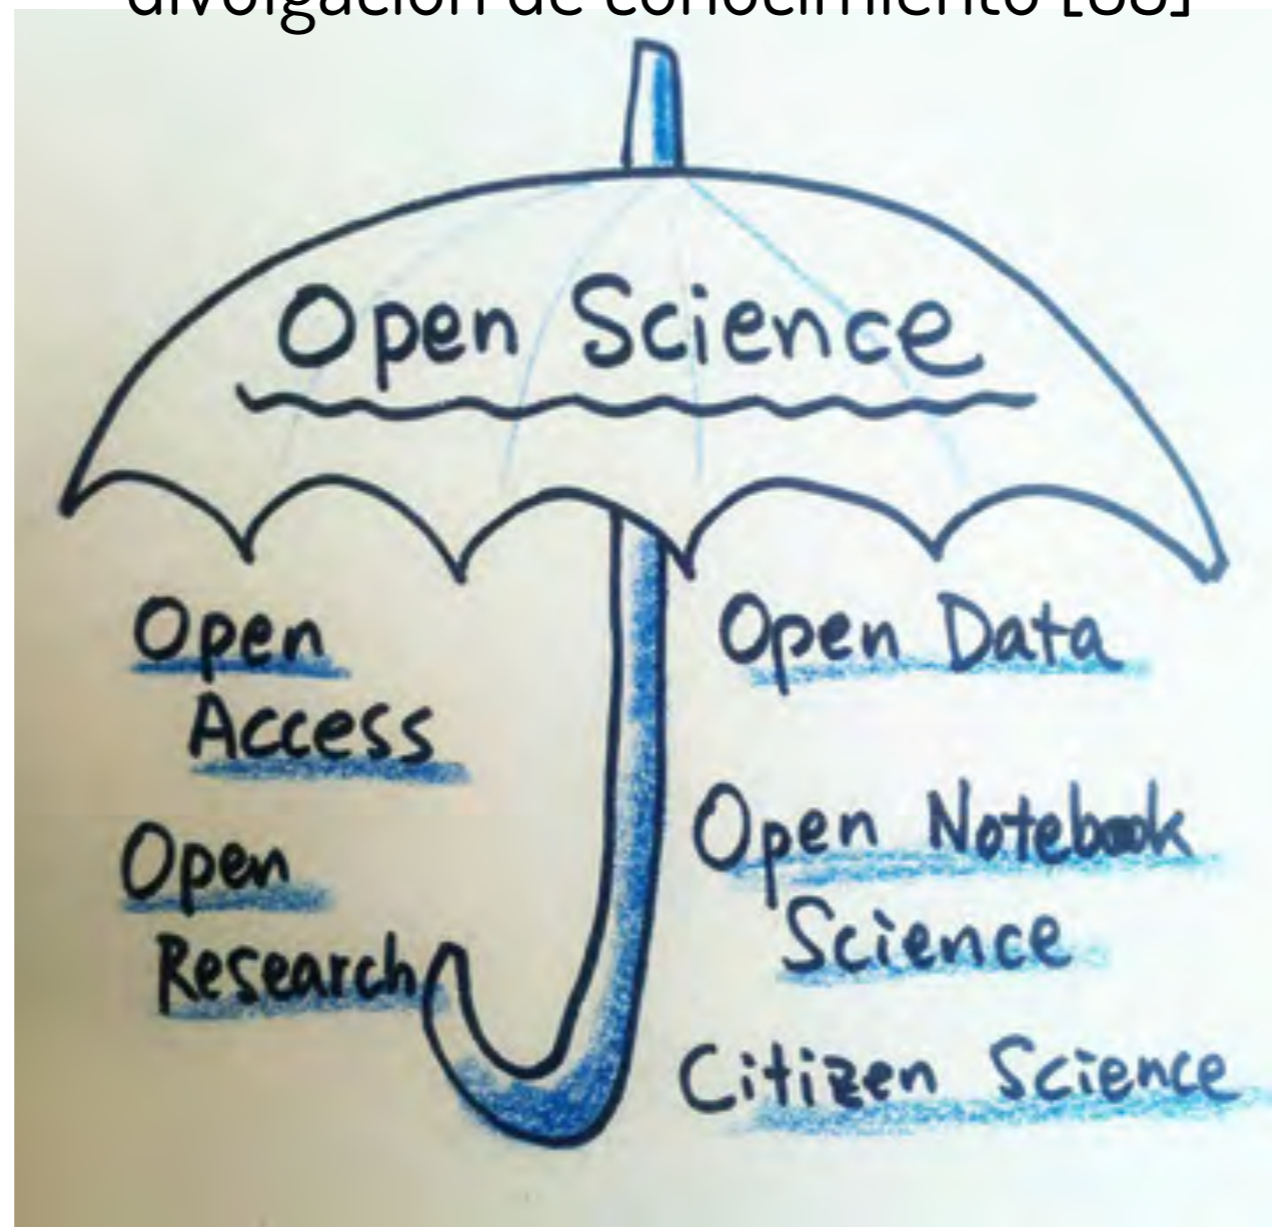 divulgación de conocimiento
Open Science
Open
Access
Open
Research
Open Data
Open Notebook
Science
Citizen Science